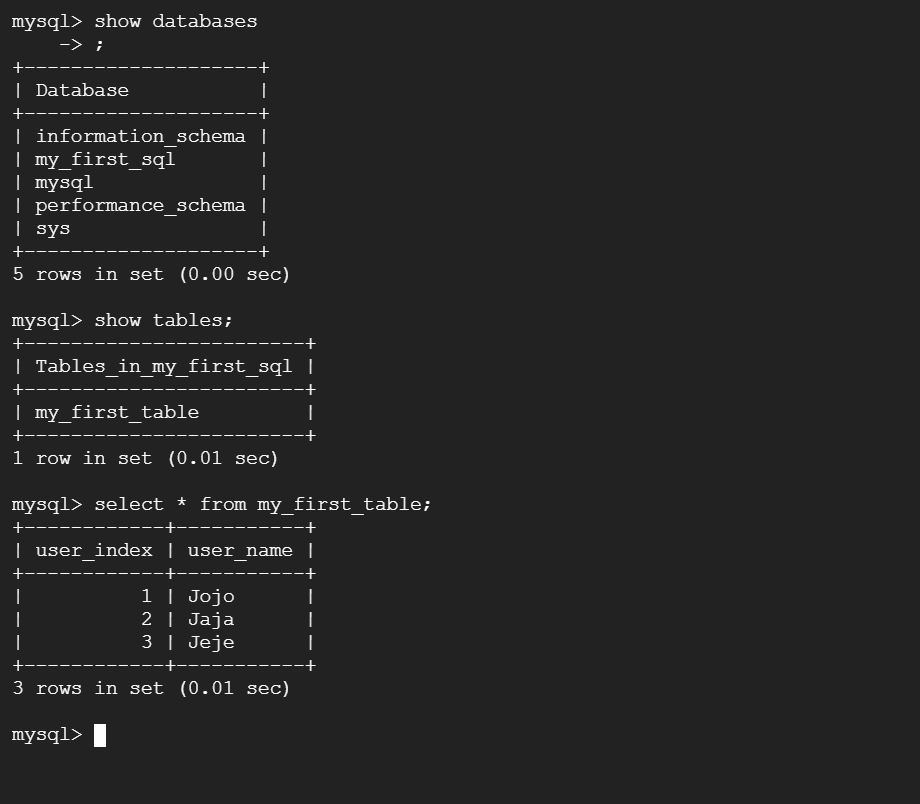 mysql> show databases
    -> ;
+--------------------+
| Database           |
+--------------------+
| information_schema |
| my_first_sql       |
| mysql              |
| performance_schema |
| sys                |
+--------------------+
5 rows in set (0.00 sec)

mysql> show tables;
+------------------------+
| Tables_in_my_first_sql |
+------------------------+
| my_first_table         |
+------------------------+
1 row in set (0.01 sec)

mysql> select * from my_first_table;
+------------+-----------+
| user_index | user_name |
+------------+-----------+
|          1 | Jojo      |
|          2 | Jaja      |
|          3 | Jeje      |
+------------+-----------+
3 rows in set (0.01 sec)

mysql>